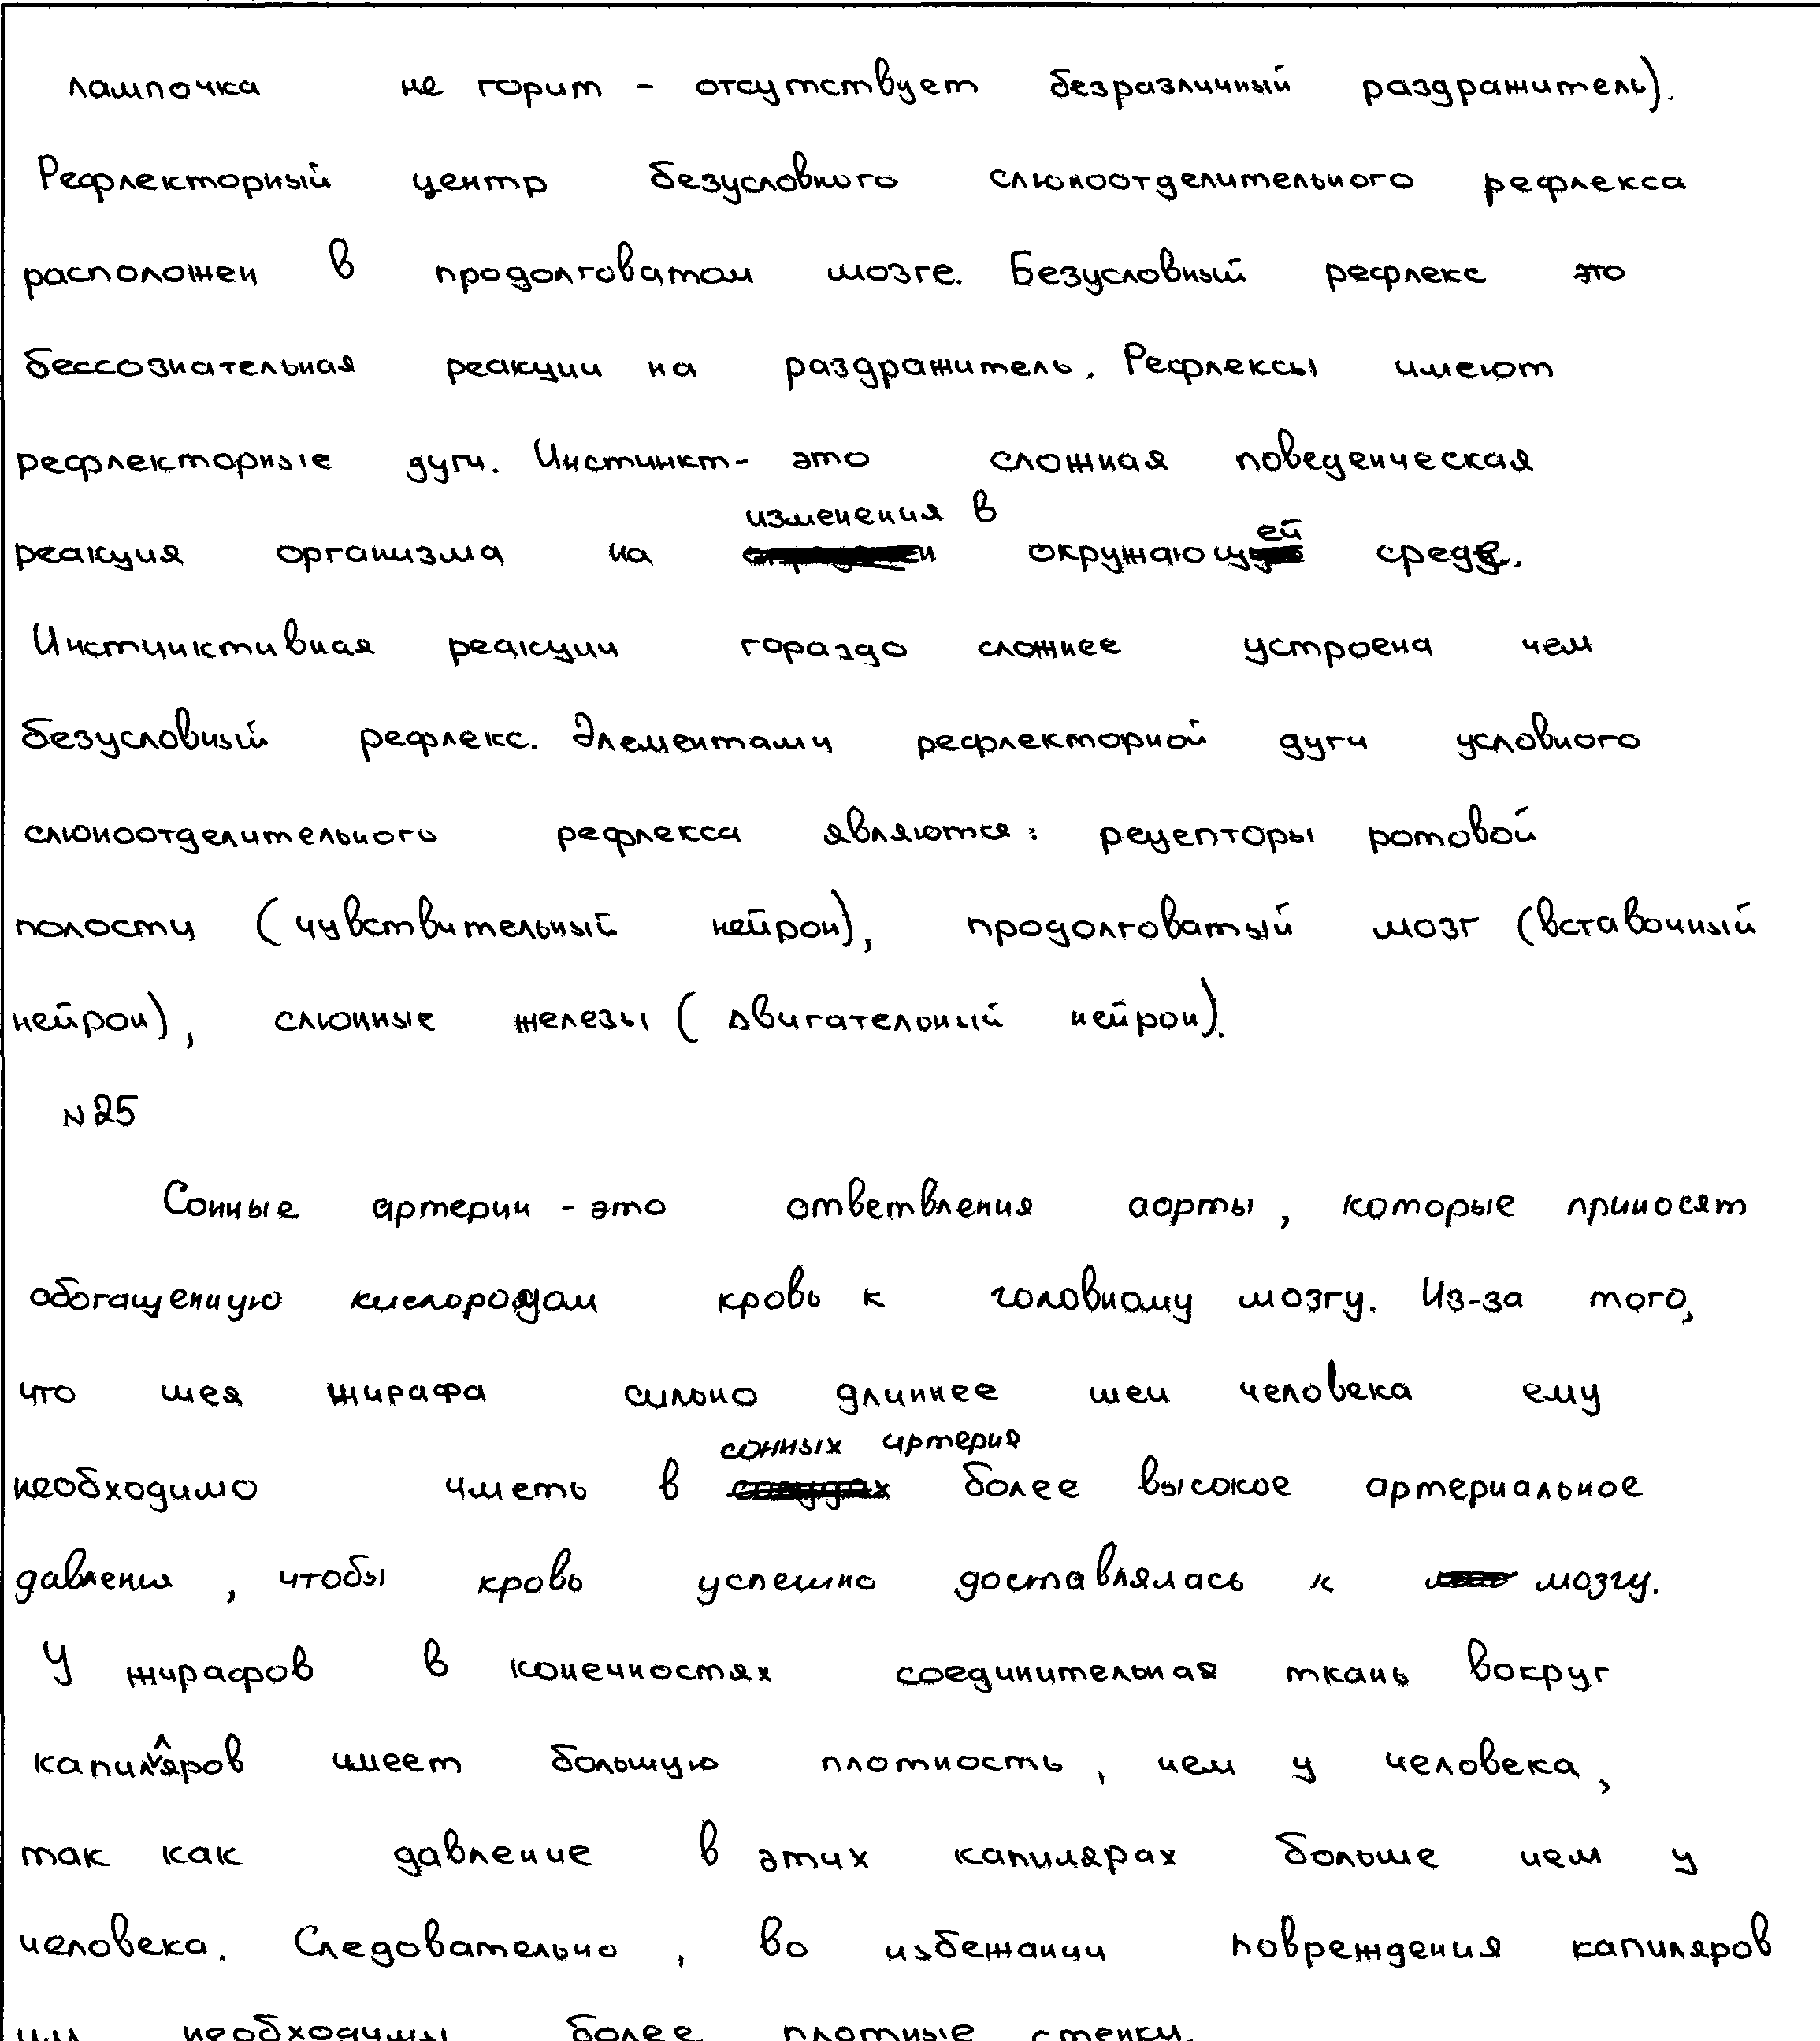 лампочка не горит - отсутствует безразличный раздражитель).
Рефлекторный центр безусловного слюноотделительного рефлекса
расположен в продолговатом мозге. Безусловный рефлекс это
бессознательная реакции на раздражитель. Рефлексы имеют
рефлекторные дуги. Инстинкт- это сложная поведенческая
изменения в ей
реакция организма на окружающ среде.
Инстинктивная реакции гораздо сложнее устроена чем
безусловный рефлекс. Элементами рефлекторной дуги условного
слюноотделительного рефлекса являются: рецепторы ротовой
полости (чувствительный нейрон), продолговатый мозг (вставочный
нейрон), слюнные железы (двигательный нейрон).
N25
Сонные артерии - это ответвления аорты, которые приносят
обогащенную кислородом кровь к головному мозгу. Из-за того,
что шея жирафа сильно длиннее шеи человека ему
сонных артерия
необходимо иметь в более высокое артериальное
давления, чтобы кровь успешно доставлялась к мозгу.
У жирафов в конечностях соединительная ткань вокруг
капилляров имеет большую плотность, чем у человека,
так как давление в этих капилярах больше чем у
человека. Следовательно, во избежании повреждения капиляров
им необходимы более плотные стенки.